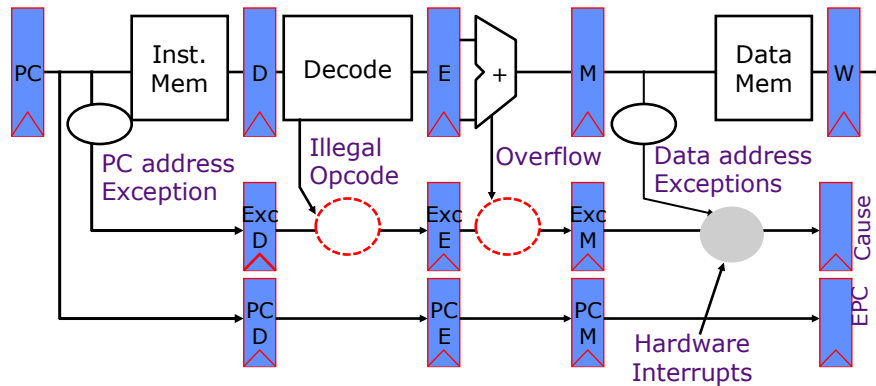 PC
Inst.
Mem
D
Decode
E
+
M
Data
Mem
W
PC address
Exception
Illegal
Opcode
Overflow
Data address
Exceptions
Exc
D
Exc
E
Exc
M
Cause
PC
D
PC
E
PC
M
EPC
Hardware
Interrupts